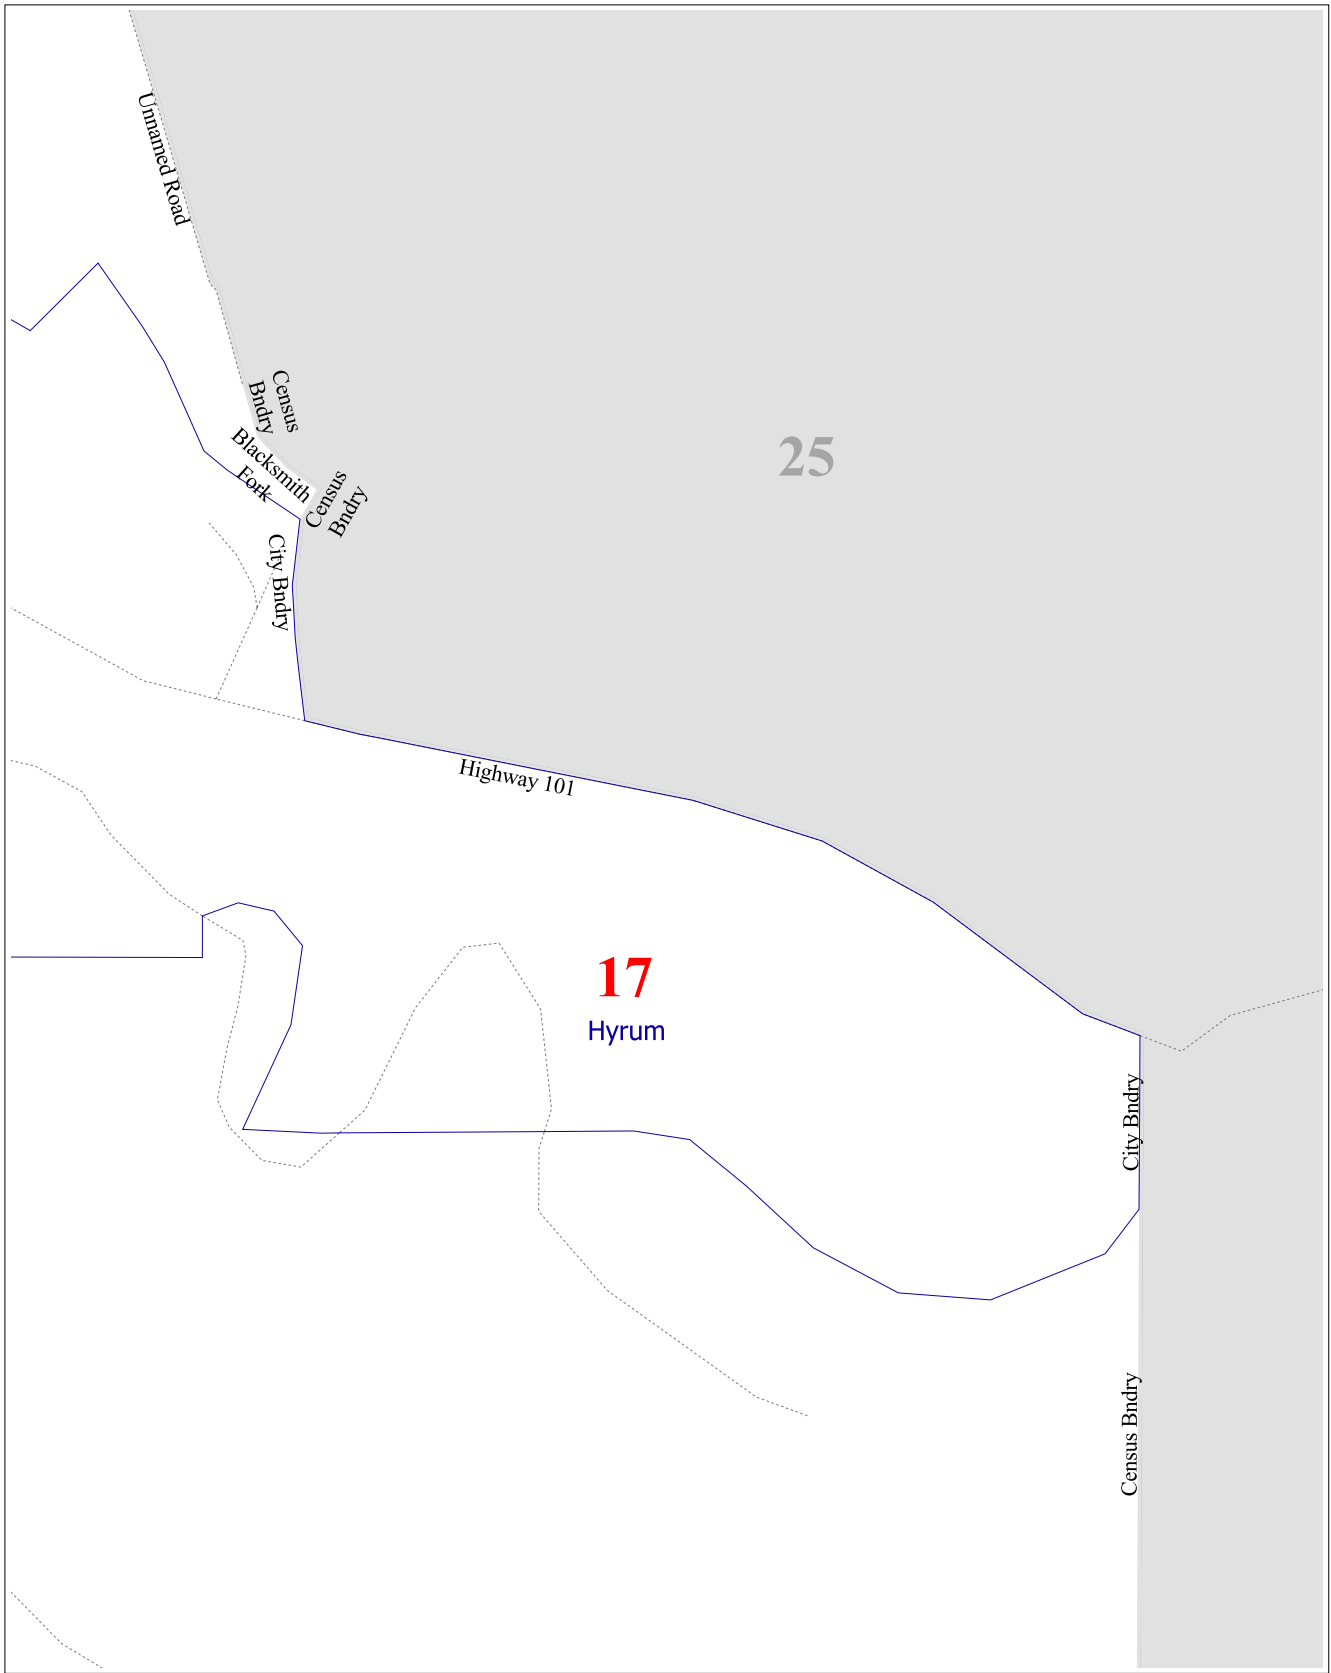 Unnamed Road
Census
Bndry
Blacksmith
Fork
Census
Bndry
25
City Bndry
Highway 101
17
Hyrum
City Bndry
Census Bndry